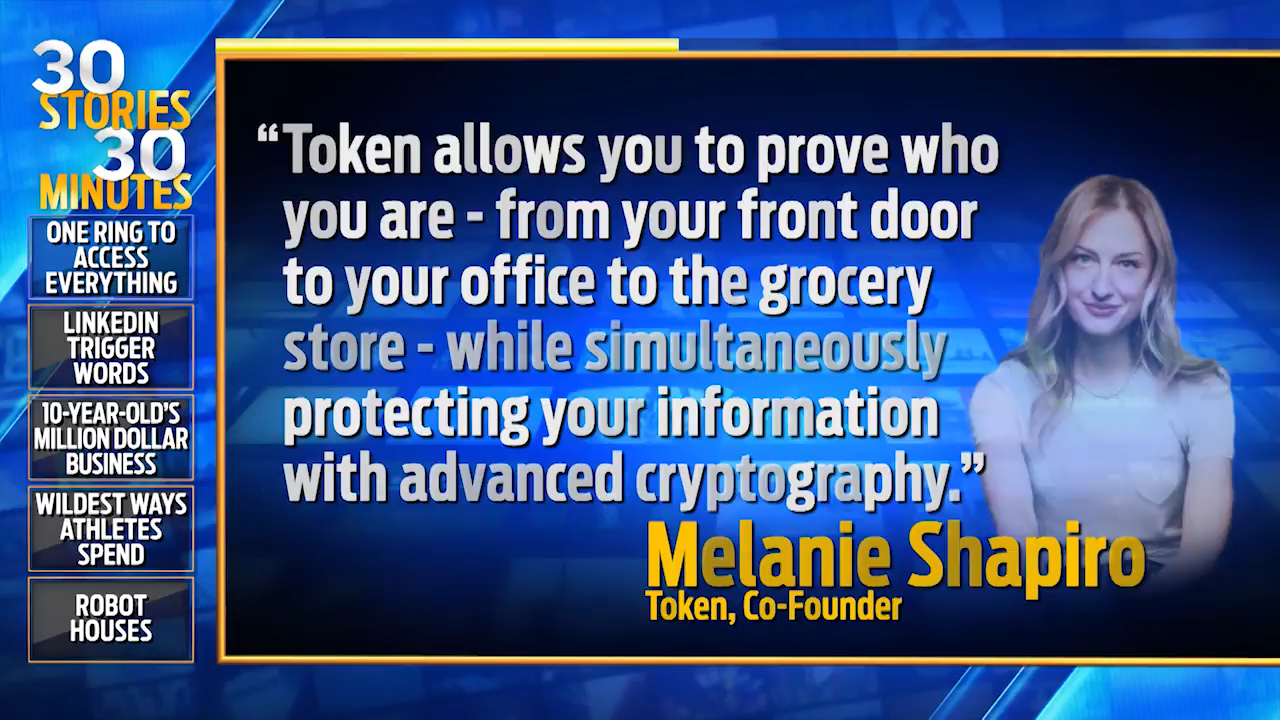 30
STORIES
30
MINUTES
ONE RING TO
ACCESS
EVERYTHING
LINKEDIN
TRIGGER
WORDS
10-YEAR-OLD'S
MILLION DOLLAR
BUSINESS
WILDEST WAYS
ATHLETES
SPEND
ROBOT
HOUSES
“Token allows you to prove who
you are - from your front door
to your office to the grocery
store - while simultaneously
protecting your information
with advanced cryptography.”
Melanie Shapiro
Token, Co-Founder